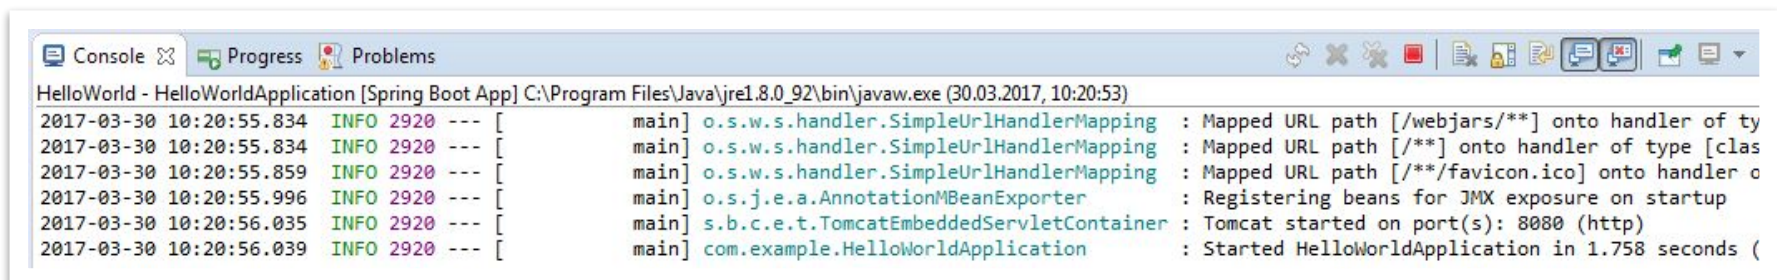 Console Progress Problems
HelloWorld - HelloWorldApplication [Spring Boot App] C:\Program Files\Java\jre1.8.0_92\bin\javaw.exe (30.03.2017, 10:20:53)
2017-03-30 10:20:55.834 INFO 2920 --- [ main] o.s.w.s.handler.SimpleUrlHandlerMapping : Mapped URL path [/webjars/**] onto handler of ty
2017-03-30 10:20:55.834 INFO 2920 --- [ main] o.s.w.s.handler.SimpleUrlHandlerMapping : Mapped URL path [/**] onto handler of type [clas
2017-03-30 10:20:55.859 INFO 2920 --- [ main] o.s.w.s.handler.SimpleUrlHandlerMapping : Mapped URL path [/**/favicon.ico] onto handler o
2017-03-30 10:20:55.996 INFO 2920 --- [ main] o.s.j.e.a.AnnotationMBeanExporter : Registering beans for JMX exposure on startup
2017-03-30 10:20:56.035 INFO 2920 --- [ main] s.b.c.e.t.TomcatEmbeddedServletContainer : Tomcat started on port(s): 8080 (http)
2017-03-30 10:20:56.039 INFO 2920 --- [ main] com.example.HelloWorldApplication : Started HelloWorldApplication in 1.758 seconds (